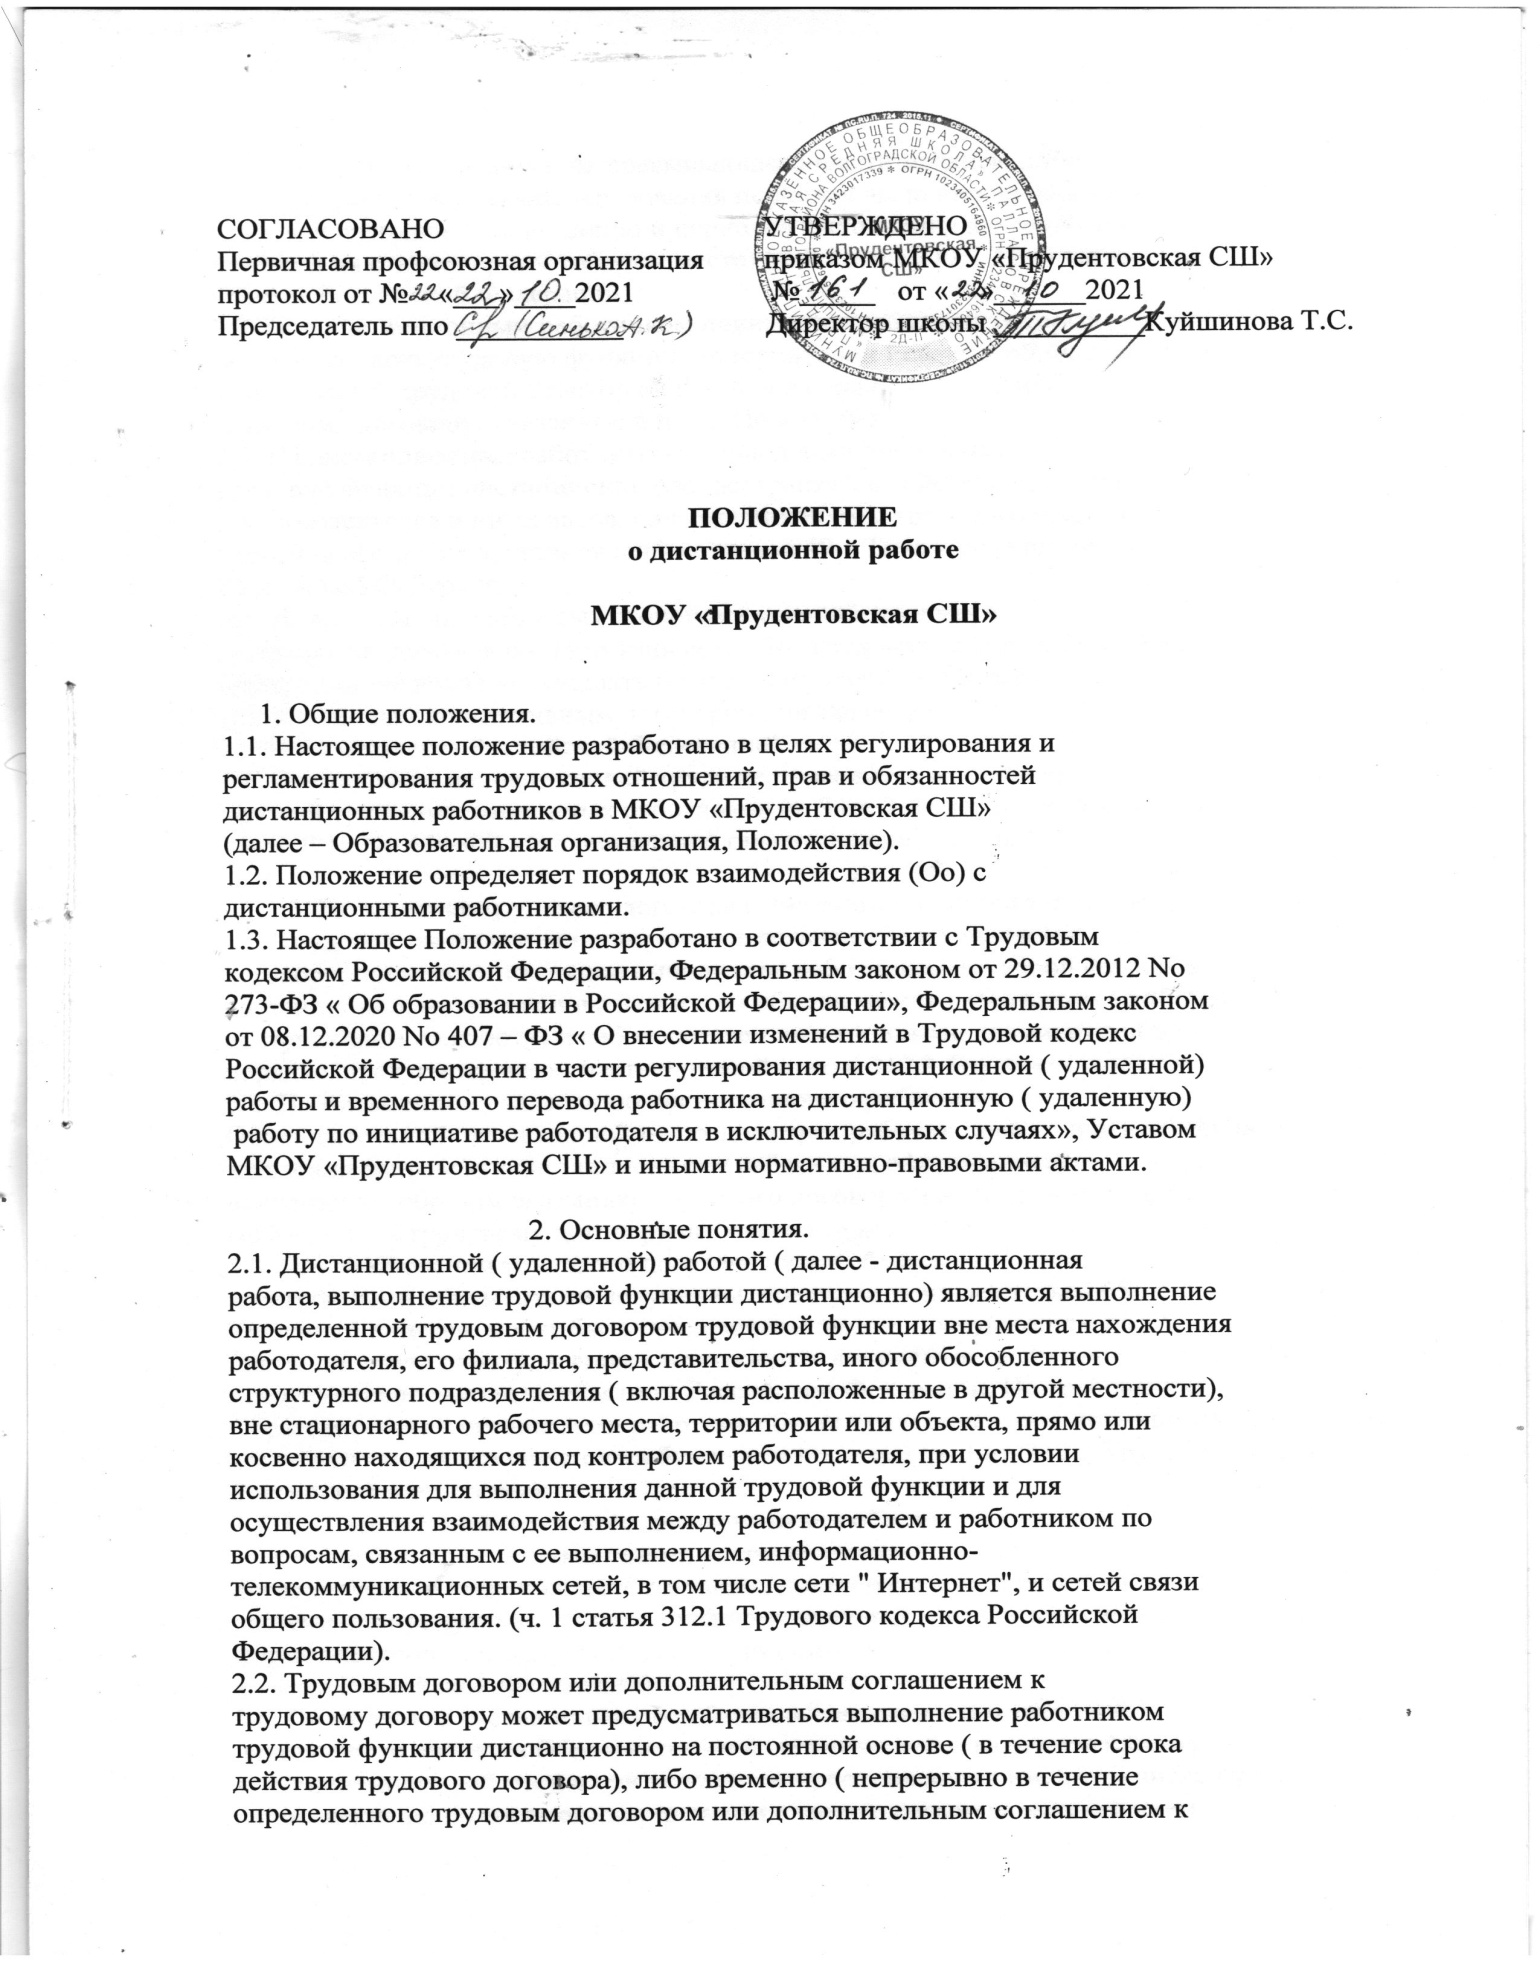 СОГЛАСОВАНО
Первичная профсоюзная организация
протокол от №22«22» 10. 2021
Председатель ппо (Синько А.К.)
УТВЕРЖДЕНО
приказом МКОУ «Прудентовская СШ»
№ 161 от «22» 10 2021
Директор школы Куйшинова Т.С.
МКОУ
«Прудентовская
СШ»
ПОЛОЖЕНИЕ
о дистанционной работе
МКОУ «Прудентовская СШ»
1. Общие положения.
1.1. Настоящее положение разработано в целях регулирования и
регламентирования трудовых отношений, прав и обязанностей
дистанционных работников в МКОУ «Прудентовская СШ»
(далее – Образовательная организация, Положение).
1.2. Положение определяет порядок взаимодействия (Оо) с
дистанционными работниками.
1.3. Настоящее Положение разработано в соответствии с Трудовым
кодексом Российской Федерации, Федеральным законом от 29.12.2012 No
273-ФЗ « Об образовании в Российской Федерации», Федеральным законом
от 08.12.2020 No 407 – ФЗ « О внесении изменений в Трудовой кодекс
Российской Федерации в части регулирования дистанционной ( удаленной)
работы и временного перевода работника на дистанционную ( удаленную)
работу по инициативе работодателя в исключительных случаях», Уставом
МКОУ «Прудентовская СШ» и иными нормативно-правовыми актами.
2. Основные понятия.
2.1. Дистанционной ( удаленной) работой ( далее - дистанционная
работа, выполнение трудовой функции дистанционно) является выполнение
определенной трудовым договором трудовой функции вне места нахождения
работодателя, его филиала, представительства, иного обособленного
структурного подразделения ( включая расположенные в другой местности),
вне стационарного рабочего места, территории или объекта, прямо или
косвенно находящихся под контролем работодателя, при условии
использования для выполнения данной трудовой функции и для
осуществления взаимодействия между работодателем и работником по
вопросам, связанным с ее выполнением, информационно-
телекоммуникационных сетей, в том числе сети " Интернет", и сетей связи
общего пользования. (ч. 1 статья 312.1 Трудового кодекса Российской
Федерации).
2.2. Трудовым договором или дополнительным соглашением к
трудовому договору может предусматриваться выполнение работником
трудовой функции дистанционно на постоянной основе ( в течение срока
действия трудового договора), либо временно ( непрерывно в течение
определенного трудовым договором или дополнительным соглашением к